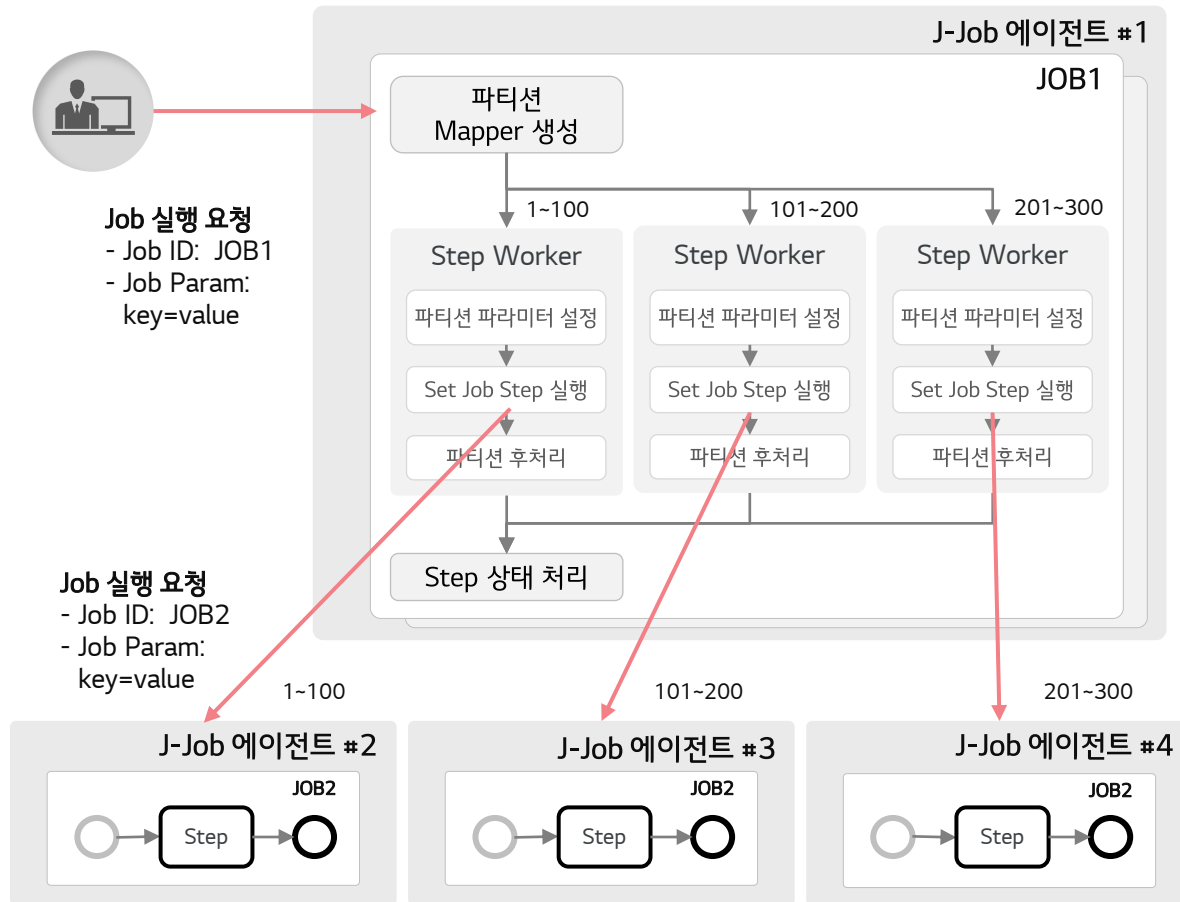 J-Job 에이전트 #1
JOB1
파티션
Mapper 생성
Job 실행 요청
- Job ID:  JOB1
- Job Param:
key=value
1~100
101~200
201~300
Step Worker
파티션 파라미터 설정
Set Job Step 실행
파티션 후처리
Step Worker
파티션 파라미터 설정
Set Job Step 실행
파티션 후처리
Step Worker
파티션 파라미터 설정
Set Job Step 실행
파티션 후처리
Step 상태 처리
Job 실행 요청
- Job ID:  JOB2
- Job Param:
key=value
1~100
101~200
201~300
J-Job 에이전트 #2
JOB2
Step
J-Job 에이전트 #3
JOB2
Step
J-Job 에이전트 #4
JOB2
Step